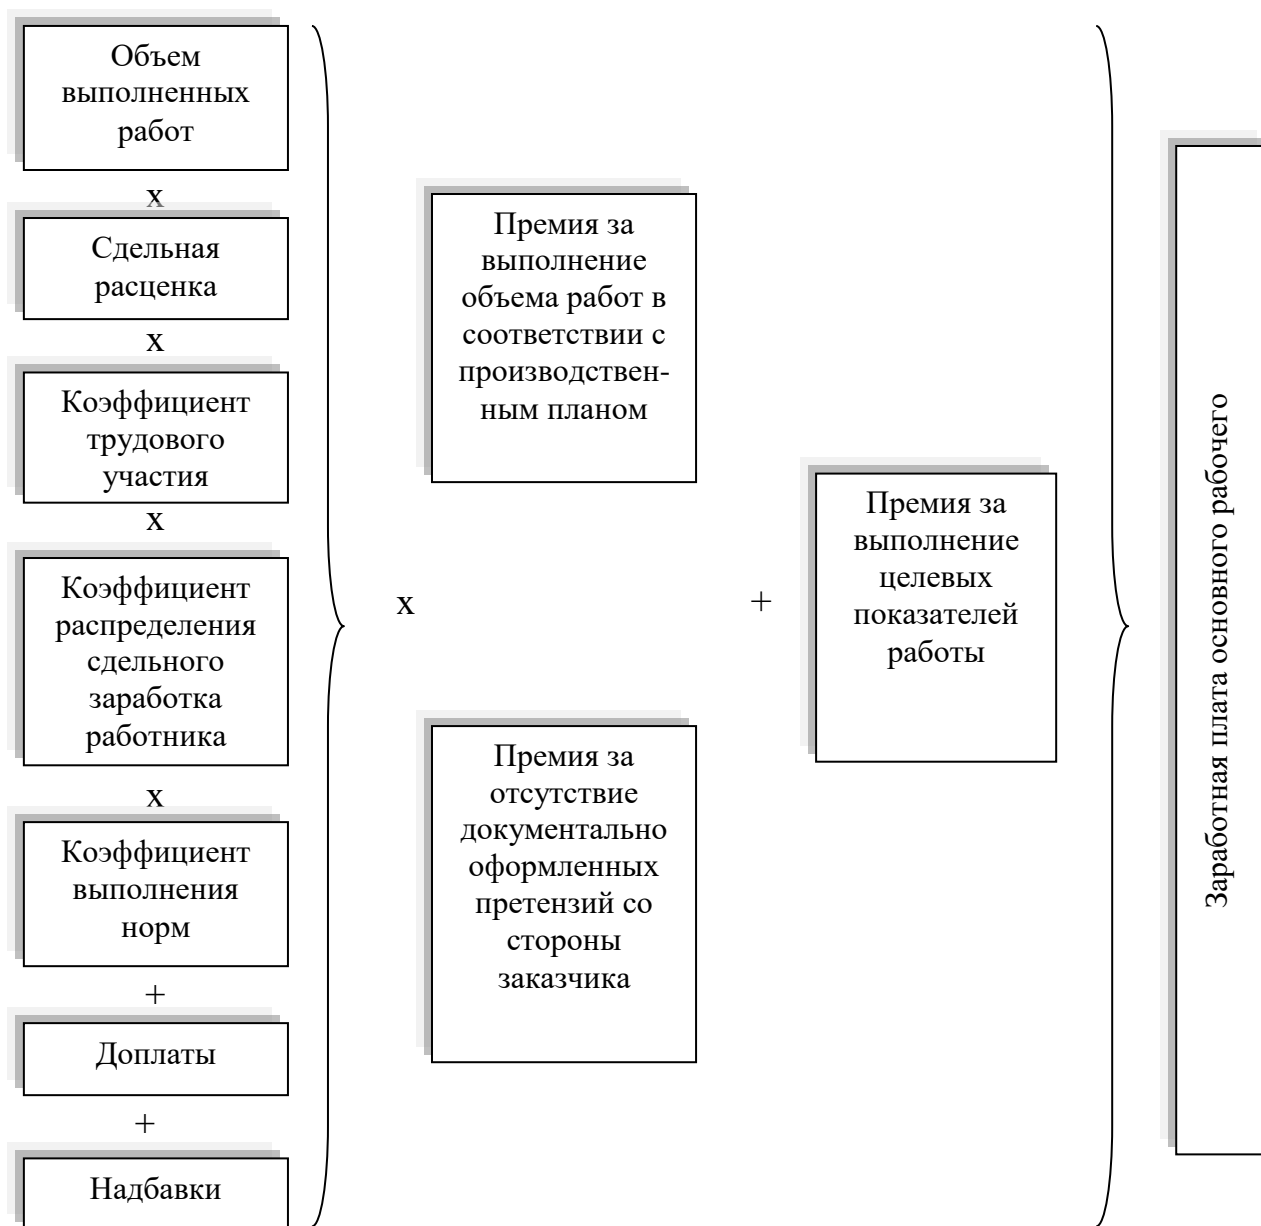 Объем
выполненных
работ
х
Сдельная
расценка
х
Коэффициент
трудового
участия
х
Коэффициент
распределения
сдельного
заработка
работника
х
Коэффициент
выполнения
норм
+
Доплаты
+
Надбавки
х
Премия за
выполнение
объема работ в
соответствии с
производствен-
ным планом
Премия за
отсутствие
документально
оформленных
претензий со
стороны
заказчика
+
Премия за
выполнение
целевых
показателей
работы
Заработная плата основного рабочего